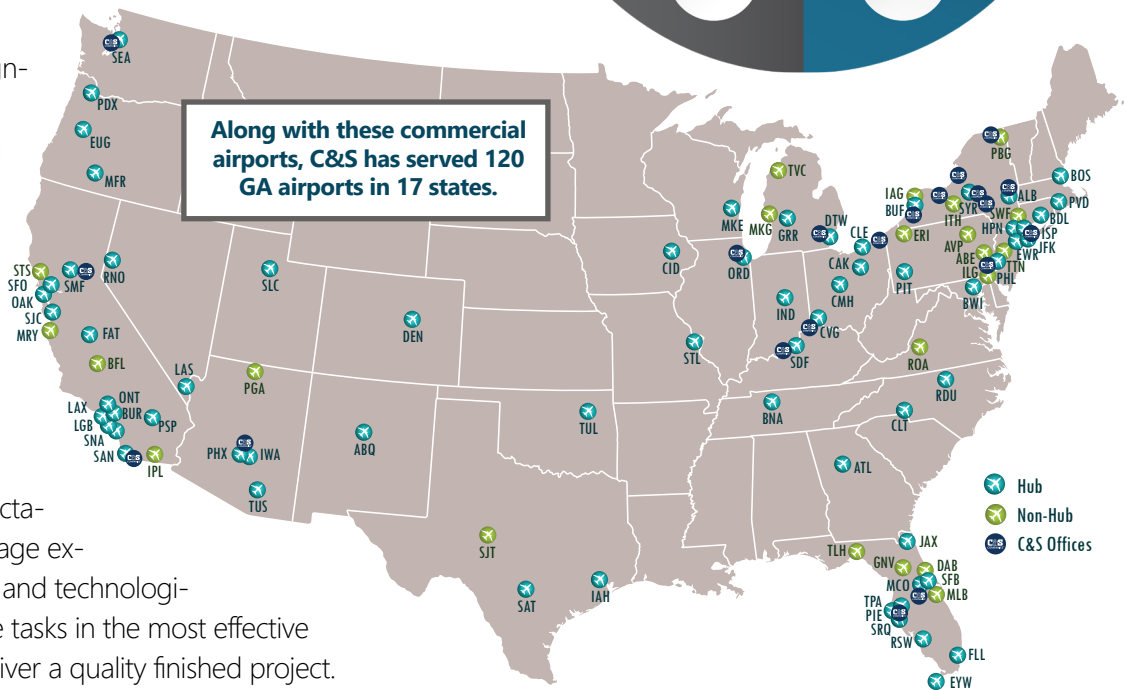 gn-
Along with these commercial
airports, C&S has served 120
GA airports in 17 states.
SEA
PDX
EUG
MFR
STS
SFO
OAK
SJC
MRY
SMF
RNO
FAT
BFL
LAS
LAX
ONT
BUR
LGB
SNA
PSP
SAN
IPL
SLC
DEN
PGA
PHX
IWA
TUS
ABQ
TUL
SJT
SAT
IAH
CID
STL
MKE
ORD
TVC
MKG
GRR
DTW
CLE
CAK
CMH
IND
CVG
SDF
BNA
IAG
BUF
ERI
PIT
SYR
ITH
PBG
ALB
BOS
PVD
BDL
SWF
HPN
ISP
JFK
EWR
AVP
ABE
TTN
ILG
PHL
BWI
ROA
RDU
CLT
ATL
TLH
JAX
GNV
DAB
SFB
MCO
MLB
TPA
PIE
SRQ
RSW
FLL
EYW
Hub
Non-Hub
C&S C&S Offices
cta-
age ex-
and technologi-
e tasks in the most effective
iver a quality finished project.